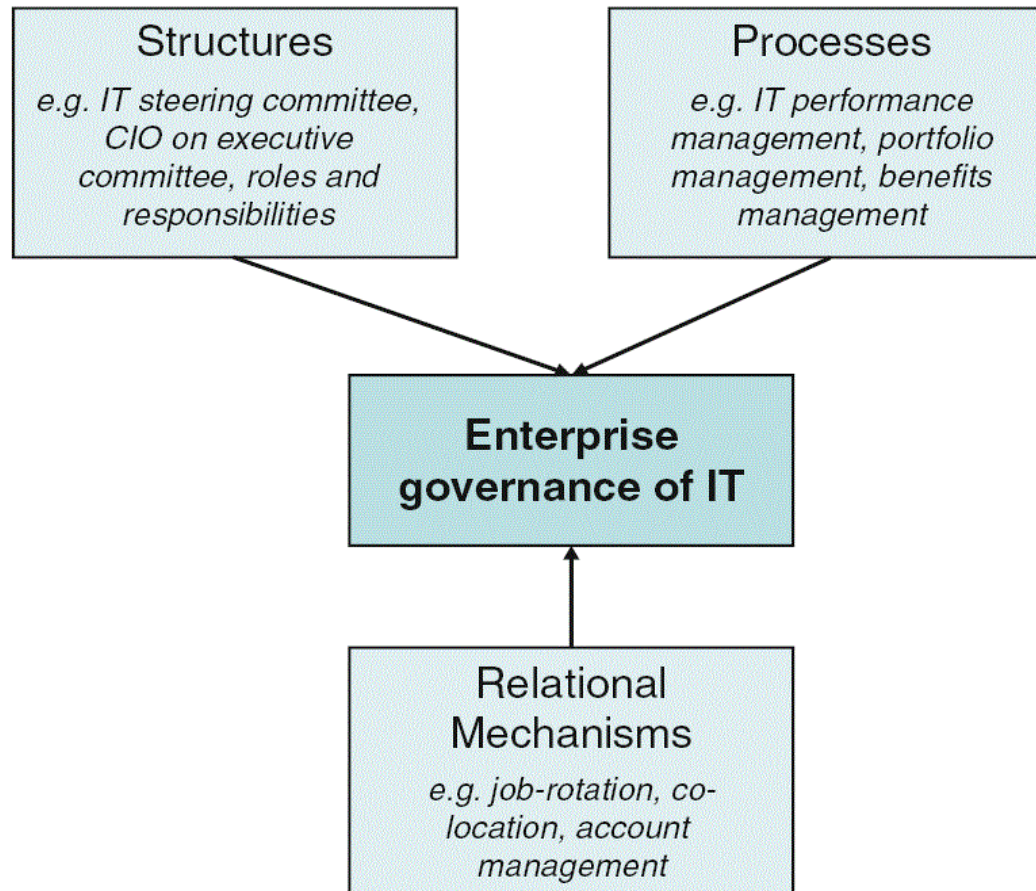 Structures
e.g. IT steering committee,
CIO on executive
committee, roles and
responsibilities
Processes
e.g. IT performance
management, portfolio
management, benefits
management
Enterprise
governance of IT
Relational
Mechanisms
e.g. job-rotation, co-
location, account
management